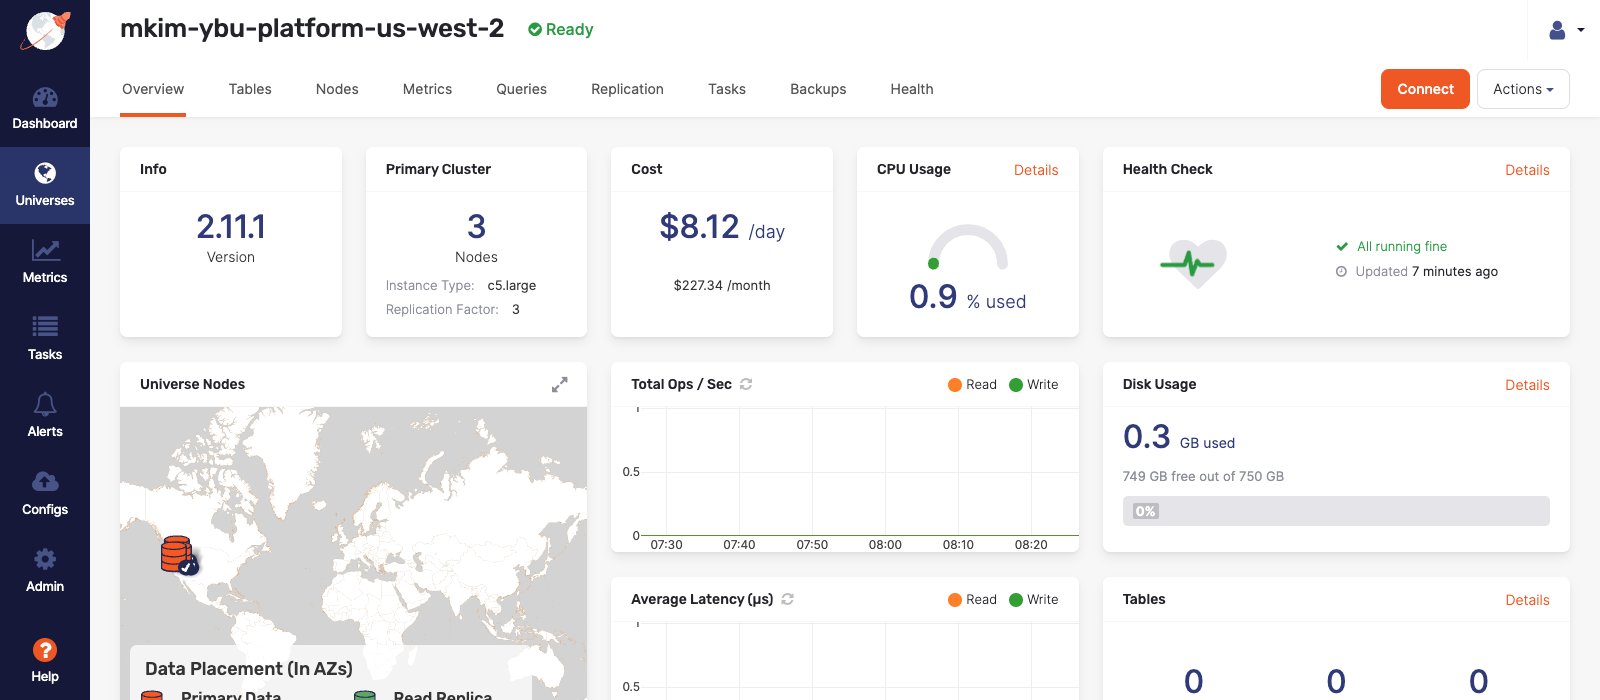 mkim-ybu-platform-us-west-2 Ready
Overview Tables Nodes Metrics Queries Replication Tasks Backups Health Connect Actions
Dashboard
Universes
Metrics
Tasks
Alerts
Configs
Admin
Help
Info
2.11.1
Version
Primary Cluster
3
Nodes
Instance Type: c5.large
Replication Factor: 3
Cost
$8.12 /day
$227.34 /month
CPU Usage Details
0.9 % used
Health Check Details
All running fine
Updated 7 minutes ago
Universe Nodes
Data Placement (In AZs)
Primary Data Read Replica
Total Ops / Sec Read Write
1
0.5
0
07:30 07:40 07:50 08:00 08:10 08:20
Disk Usage Details
0.3 GB used
749 GB free out of 750 GB
0%
Average Latency (µs) Read Write
1
0.5
Tables Details
0 0 0